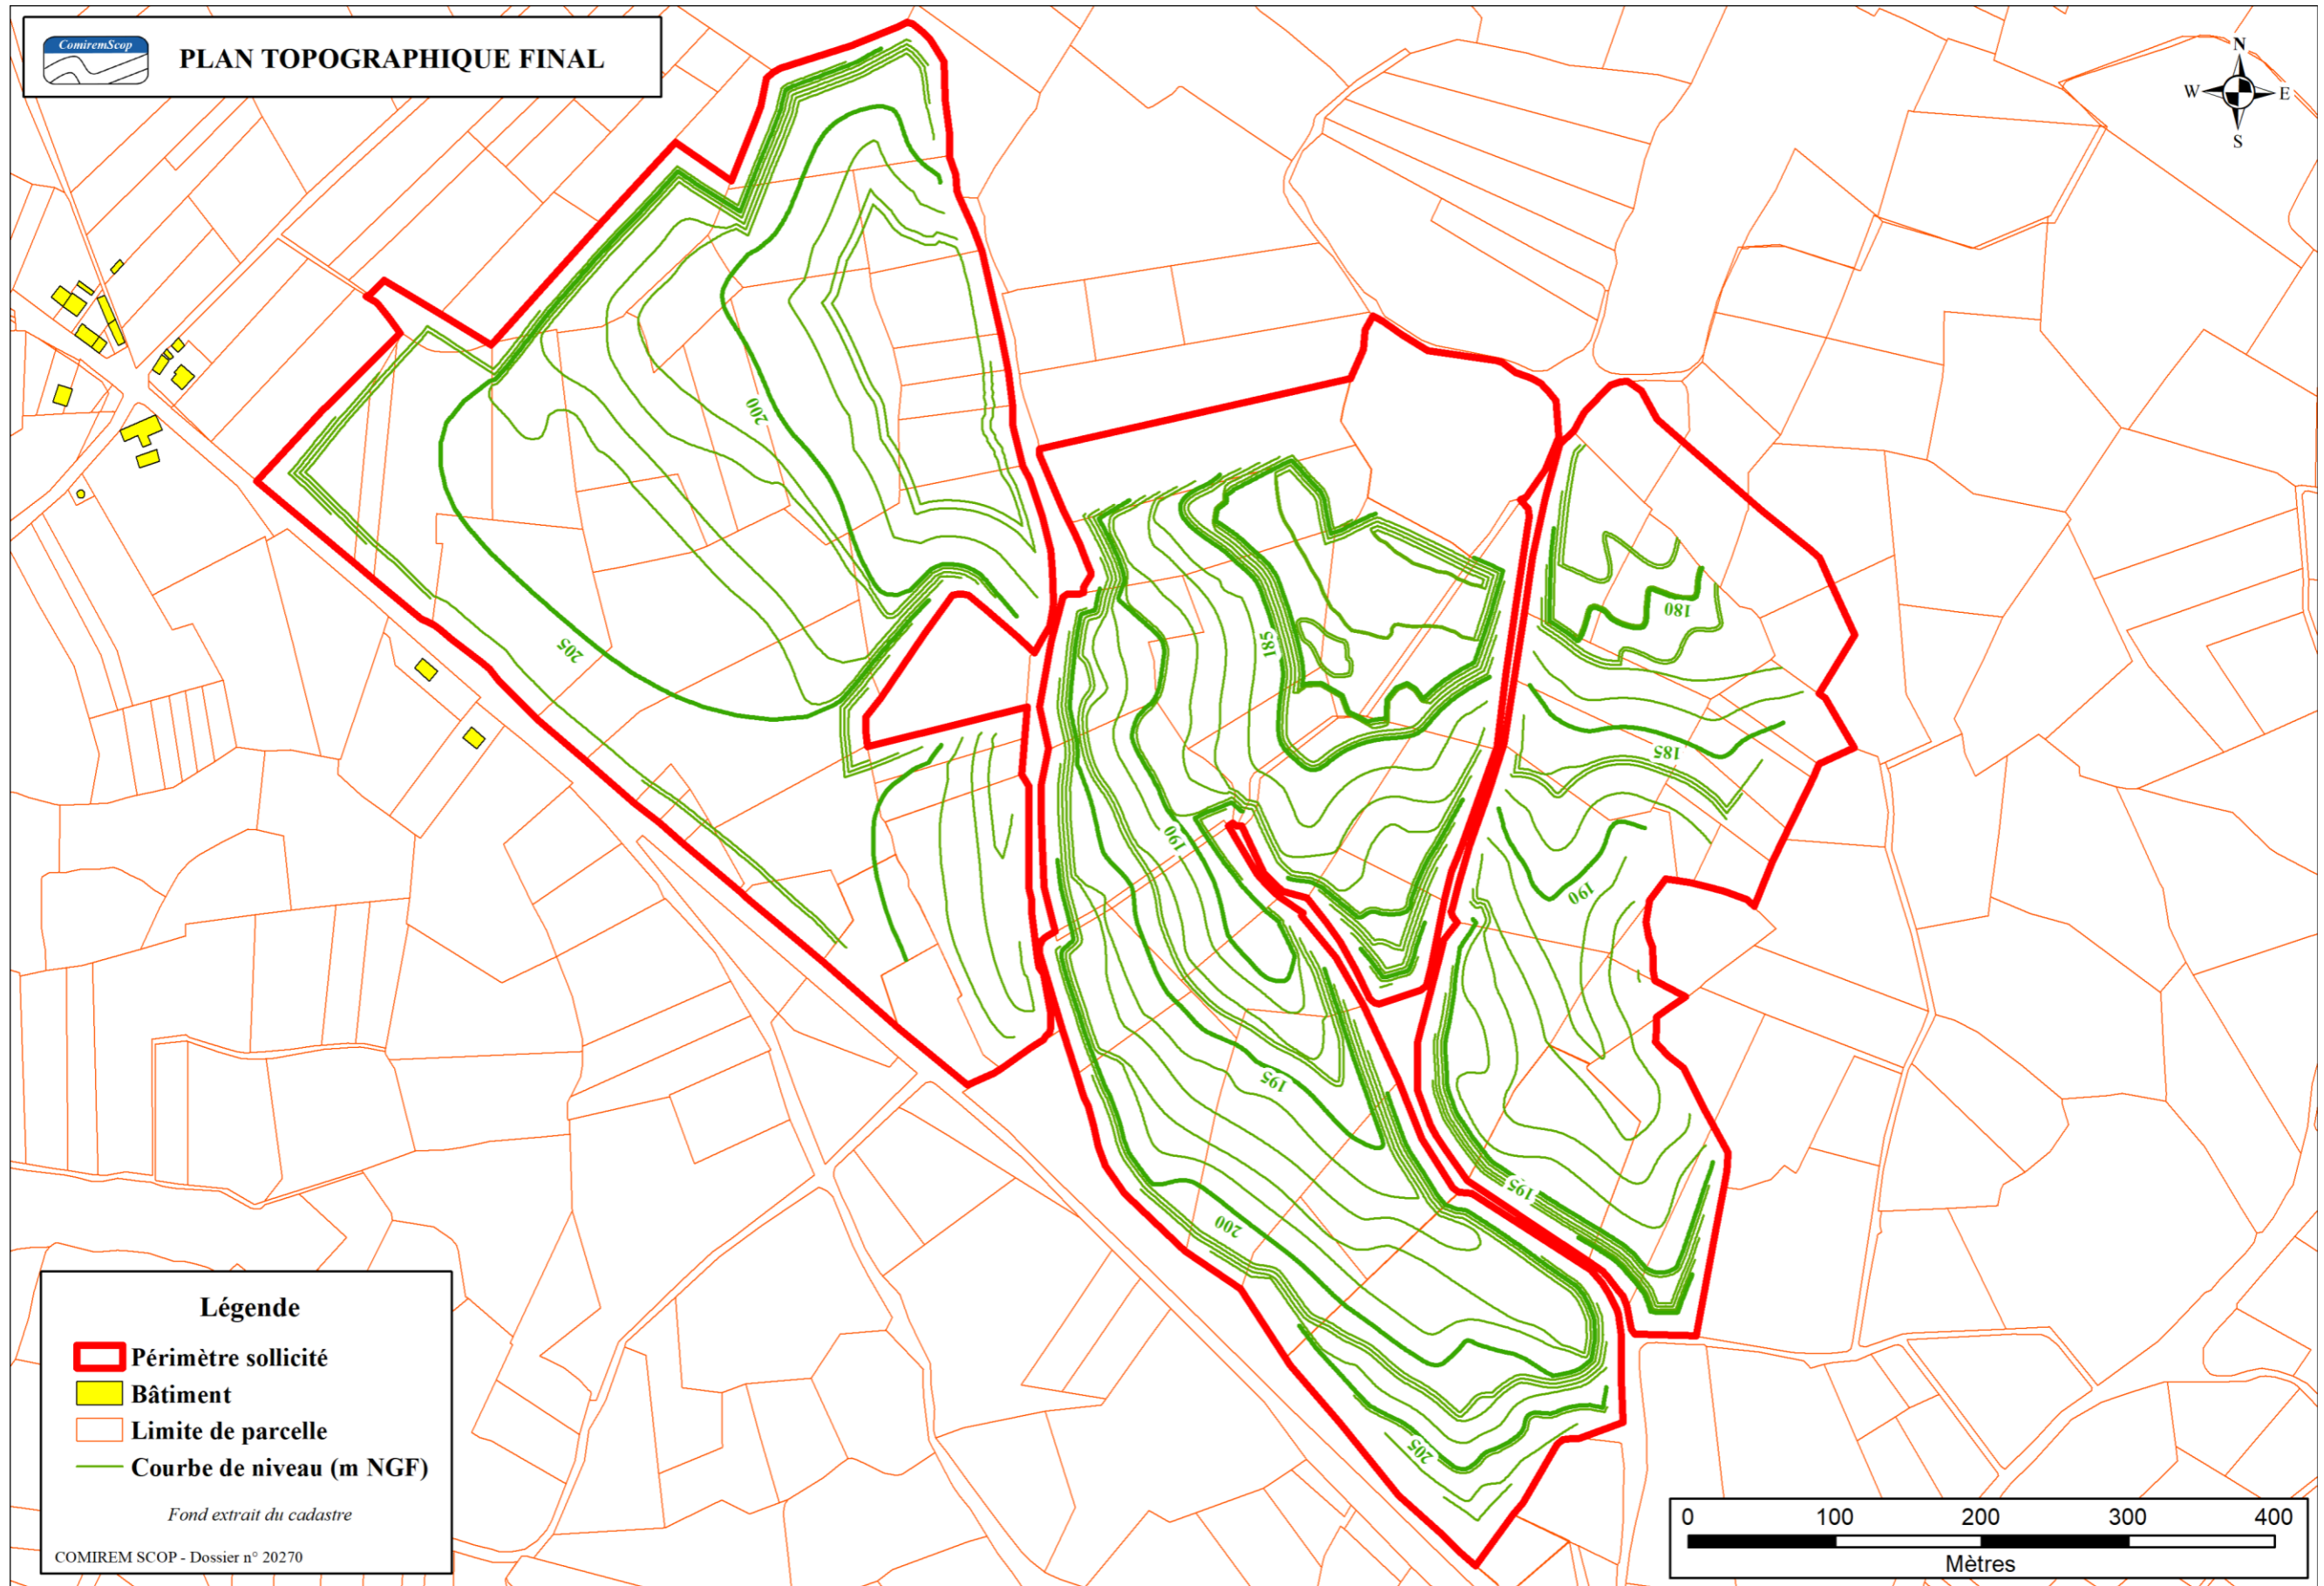 ComiremScop
PLAN TOPOGRAPHIQUE FINAL
N
W
E
S
200
205
185
180
185
190
190
195
195
200
205
Légende
Périmètre sollicité
Bâtiment
Limite de parcelle
Courbe de niveau (m NGF)
Fond extrait du cadastre
COMIREM SCOP - Dossier n° 20270
0 100 200 300 400
Mètres